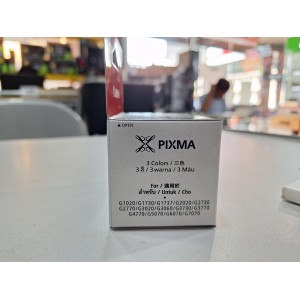 ▲ OPEN
PIXMA
3 Colors / 三色
3 สี / 3 warna / 3 Màu
For / 適用於
สำหรับ / Untuk / Cho
G1020/G1730/G1737/G2020/G2730
G2770/G3020/G3060/G3730/G3770
G4770/G5070/G6070/G7070